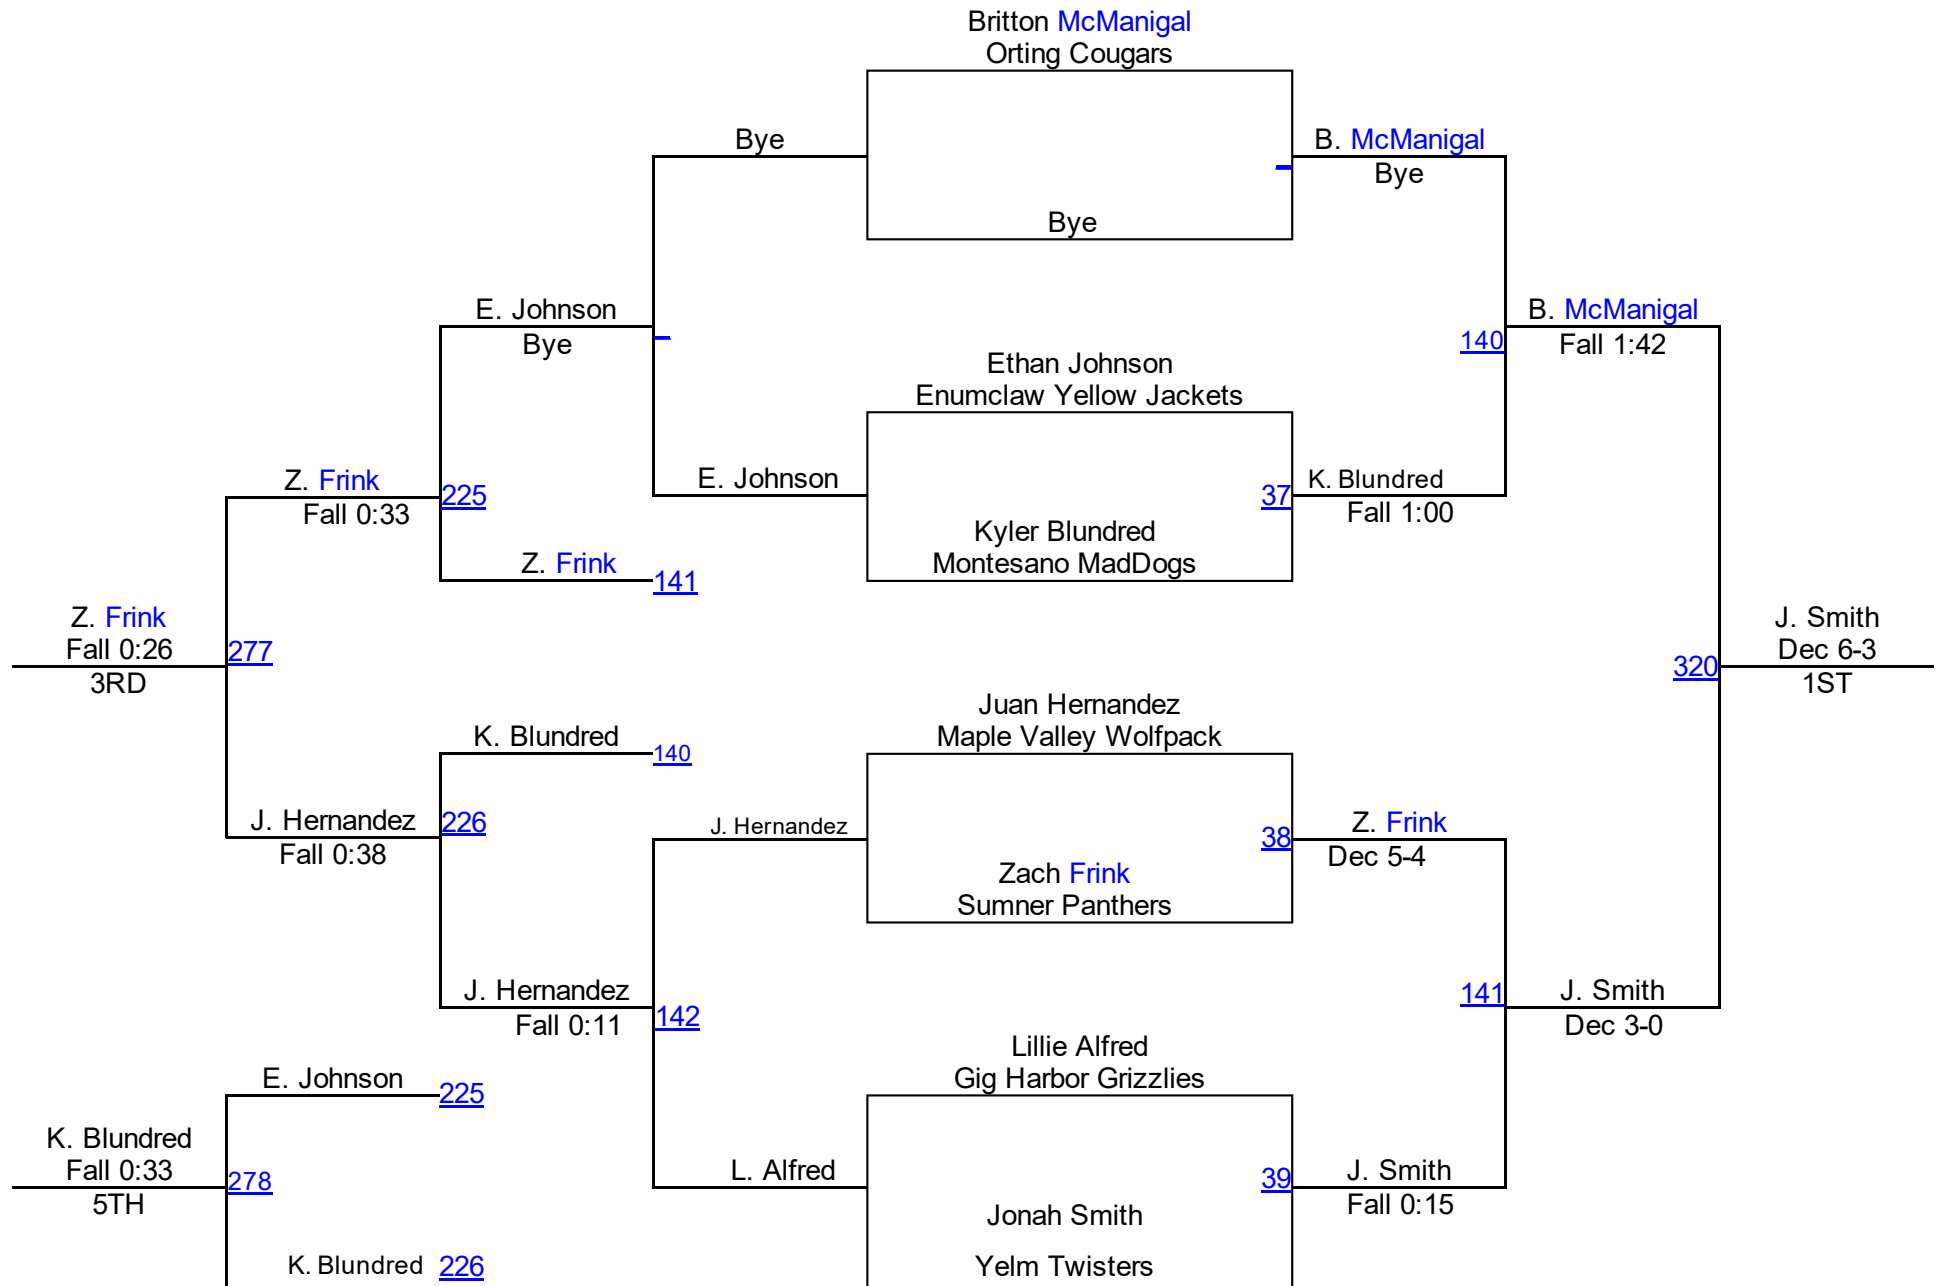 Britton McManigal
Orting Cougars
Bye
B. McManigal
Bye
Bye
E. Johnson
Bye
B. McManigal
Fall 1:42
140
Ethan Johnson
Enumclaw Yellow Jackets
Z. Frink
Fall 0:33
225
E. Johnson
37
K. Blundred
Fall 1:00
Kyler Blundred
Montesano MadDogs
Z. Frink
141
Z. Frink
Fall 0:26
3RD
277
J. Smith
Dec 6-3
1ST
320
Juan Hernandez
Maple Valley Wolfpack
K. Blundred
140
J. Hernandez
Fall 0:38
226
J. Hernandez
38
Z. Frink
Dec 5-4
Zach Frink
Sumner Panthers
J. Hernandez
Fall 0:11
142
141
J. Smith
Dec 3-0
Lillie Alfred
Gig Harbor Grizzlies
E. Johnson
225
K. Blundred
Fall 0:33
5TH
278
L. Alfred
39
J. Smith
Fall 0:15
Jonah Smith
Yelm Twisters
K. Blundred
226